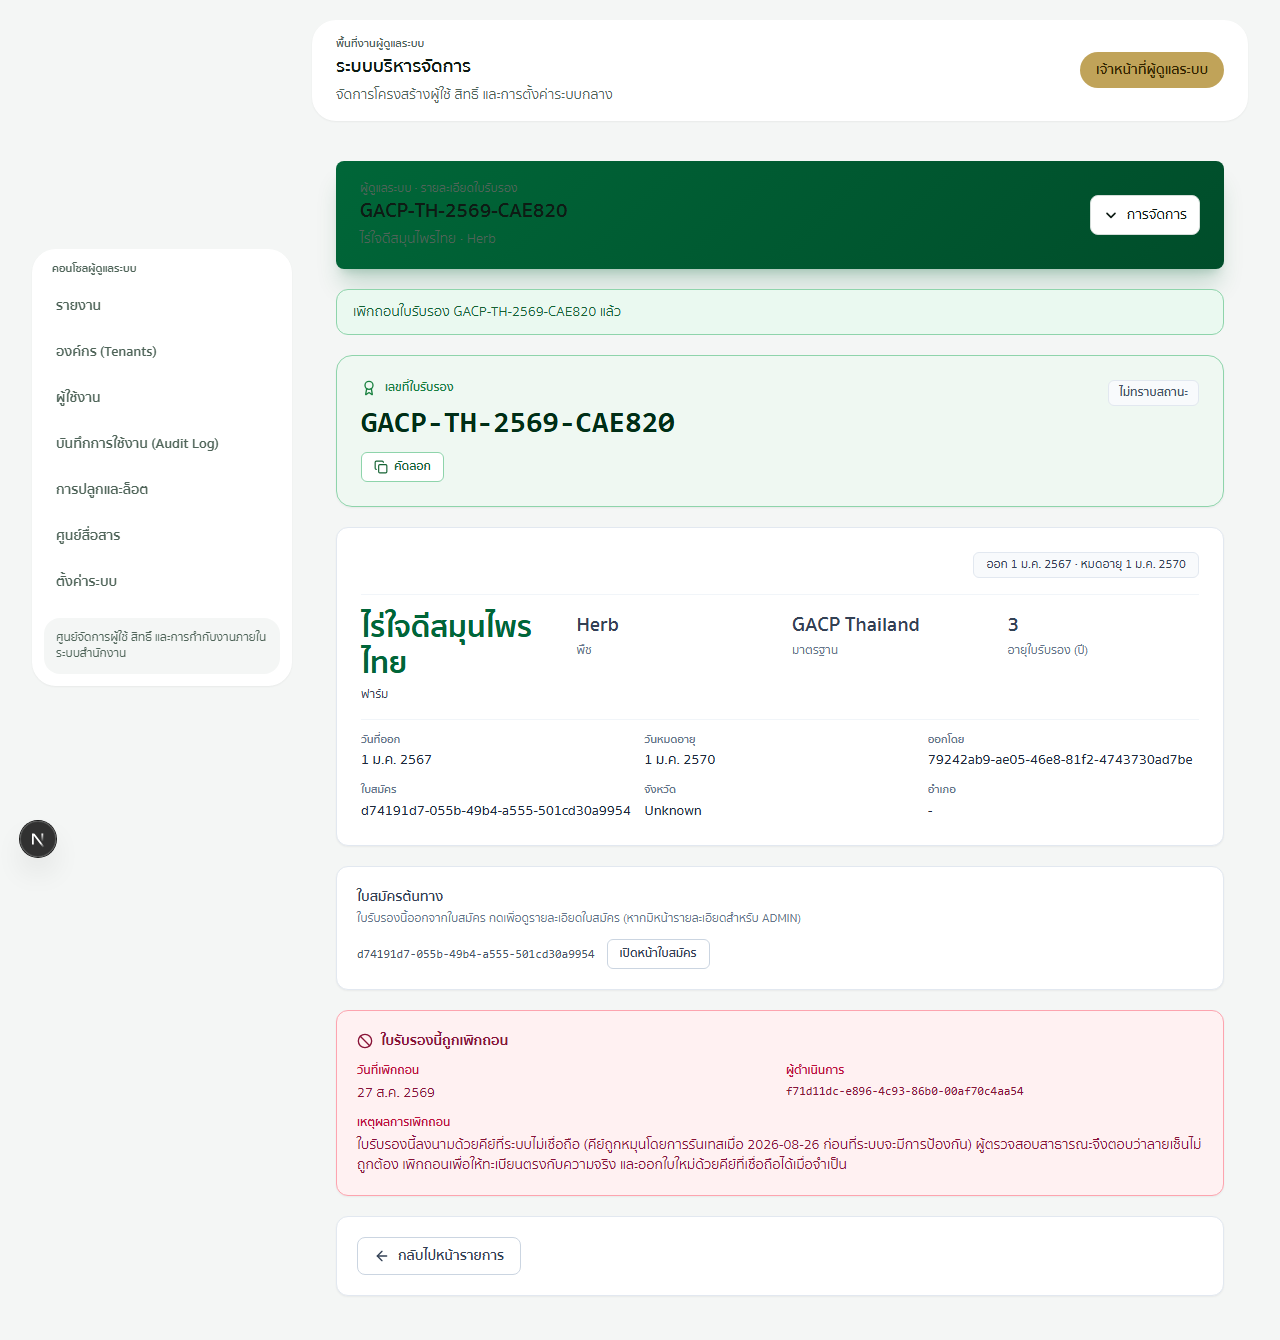 พื้นที่งานผู้ดูแลระบบ
ระบบบริหารจัดการ
จัดการโครงสร้างผู้ใช้ สิทธิ์ และการตั้งค่าระบบกลาง
เจ้าหน้าที่ผู้ดูแลระบบ
คอนโซลผู้ดูแลระบบ
รายงาน
องค์กร (Tenants)
ผู้ใช้งาน
บันทึกการใช้งาน (Audit Log)
การปลูกและล็อต
ศูนย์สื่อสาร
ตั้งค่าระบบ
ศูนย์จัดการผู้ใช้ สิทธิ์ และการกำกับงานภายใน
ระบบสำนักงาน
N
ผู้ดูแลระบบ · รายละเอียดใบรับรอง
GACP-TH-2569-CAE820
ไร่ใจดีสมุนไพรไทย · Herb
การจัดการ
เพิกถอนใบรับรอง GACP-TH-2569-CAE820 แล้ว
เลขที่ใบรับรอง
GACP-TH-2569-CAE820
คัดลอก
ไม่ทราบสถานะ
ออก 1 ม.ค. 2567 · หมดอายุ 1 ม.ค. 2570
ไร่ใจดีสมุนไพร
ไทย
ฟาร์ม
Herb
พืช
GACP Thailand
มาตรฐาน
3
อายุใบรับรอง (ปี)
วันที่ออก
1 ม.ค. 2567
วันหมดอายุ
1 ม.ค. 2570
ออกโดย
79242ab9-ae05-46e8-81f2-4743730ad7be
ใบสมัคร
d74191d7-055b-49b4-a555-501cd30a9954
จังหวัด
Unknown
อำเภอ
-
ใบสมัครต้นทาง
ใบรับรองนี้ออกจากใบสมัคร กดเพื่อดูรายละเอียดใบสมัคร (หากมีหน้ารายละเอียดสำหรับ ADMIN)
d74191d7-055b-49b4-a555-501cd30a9954
เปิดหน้าใบสมัคร
ใบรับรองนี้ถูกเพิกถอน
วันที่เพิกถอน
27 ส.ค. 2569
ผู้ดำเนินการ
f71d11dc-e896-4c93-86b0-00af70c4aa54
เหตุผลการเพิกถอน
ใบรับรองนี้ลงนามด้วยคีย์ที่ระบบไม่เชื่อถือ (คีย์ถูกหมุนโดยการรันเทสเมื่อ 2026-08-26 ก่อนที่ระบบจะมีการป้องกัน) ผู้ตรวจสอบสาธารณะจึงตอบว่าลายเซ็นไม่
ถูกต้อง เพิกถอนเพื่อให้ทะเบียนตรงกับความจริง และออกใบใหม่ด้วยคีย์ที่เชื่อถือได้เมื่อจำเป็น
กลับไปหน้ารายการ